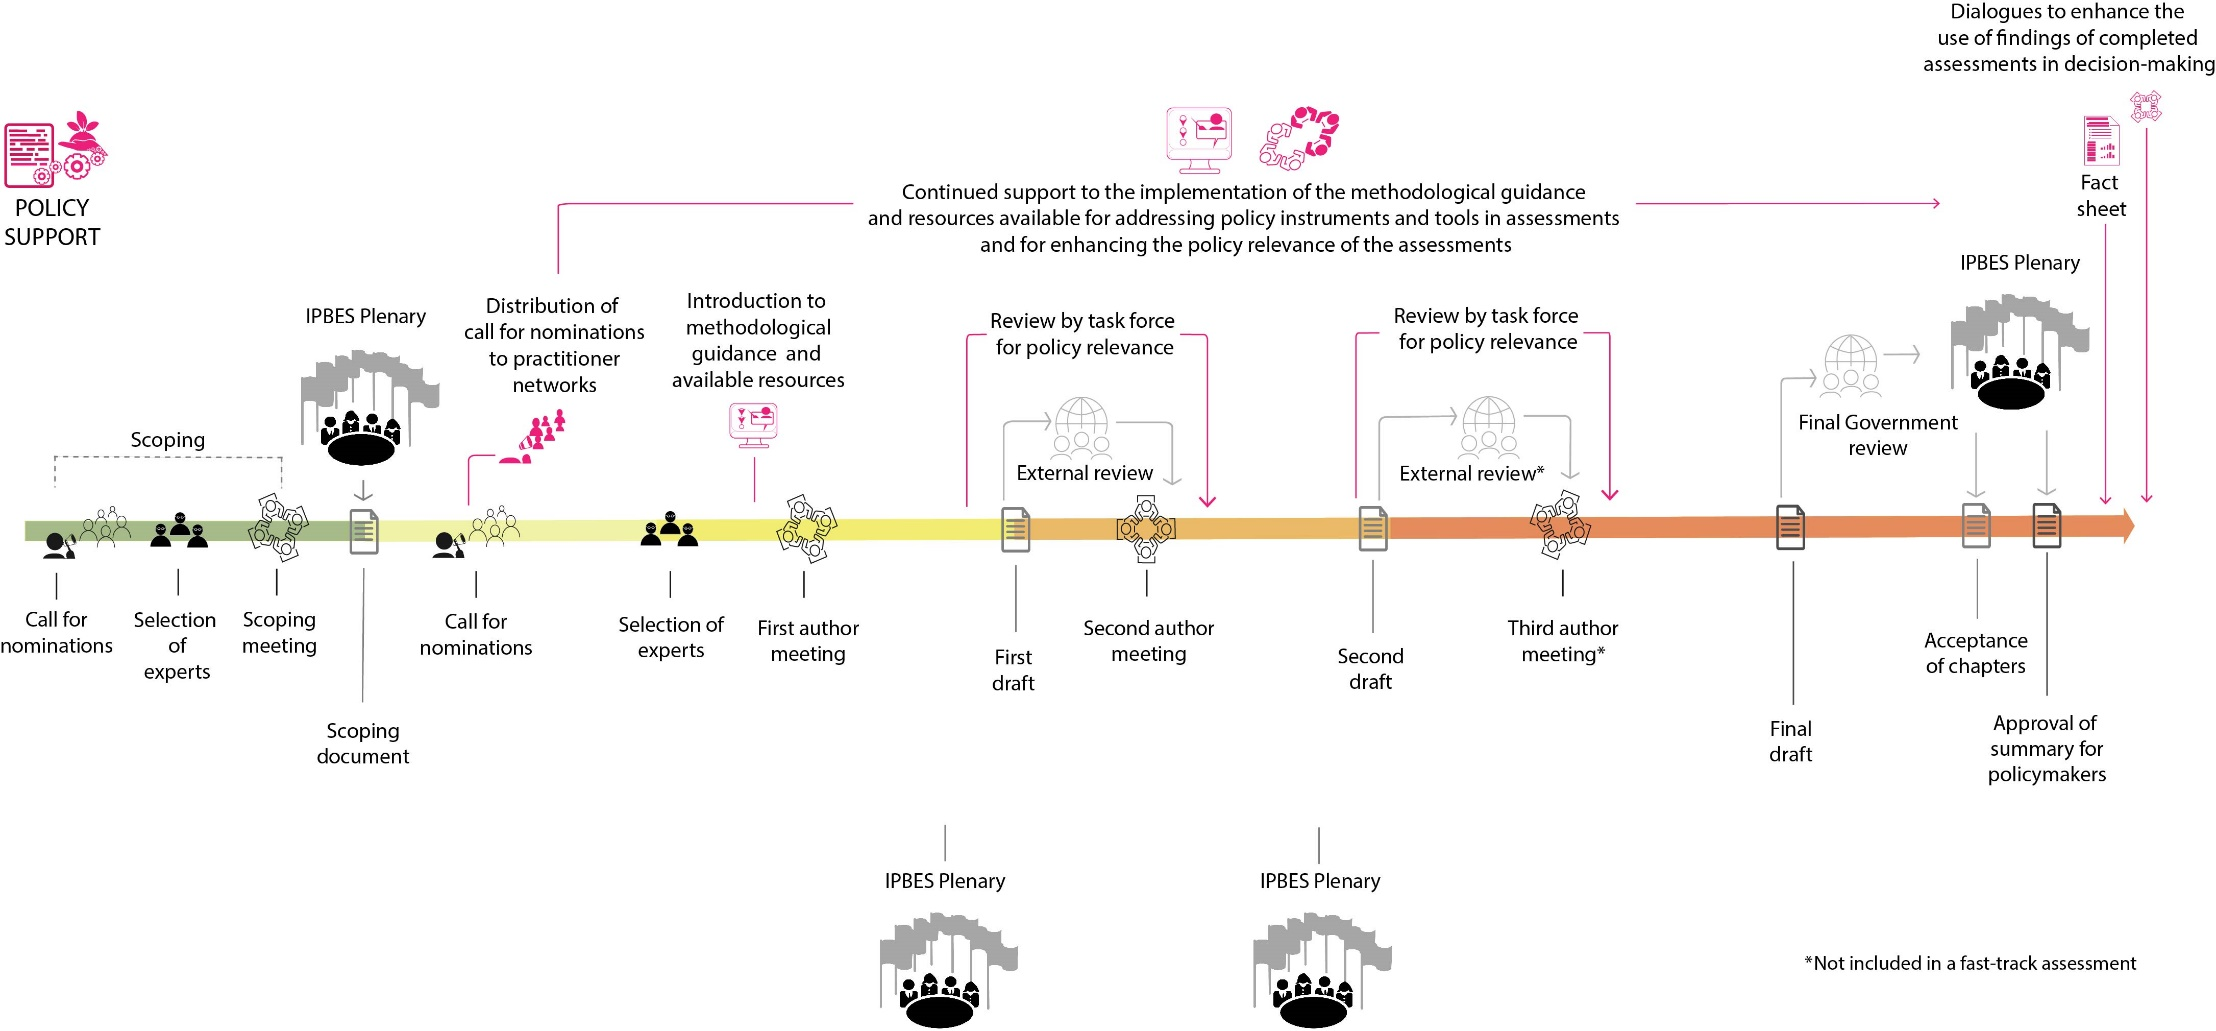 Dialogues to enhance the
use of findings of completed
assessments in decision-making
POLICY
SUPPORT
Continued support to the implementation of the methodological guidance
and resources available for addressing policy instruments and tools in assessments
and for enhancing the policy relevance of the assessments
Fact
sheet
IPBES Plenary
Distribution of
call for nominations
to practitioner
networks
Introduction to
methodological
guidance and
available resources
Review by task force
for policy relevance
Review by task force
for policy relevance
IPBES Plenary
Scoping
External review
External review*
Final Government
review
Call for
nominations
Selection
of
experts
Scoping
meeting
Scoping
document
Call for
nominations
Selection of
experts
First author
meeting
First
draft
Second author
meeting
Second
draft
Third author
meeting*
Final
draft
Acceptance
of chapters
Approval of
summary for
policymakers
IPBES Plenary
IPBES Plenary
*Not included in a fast-track assessment